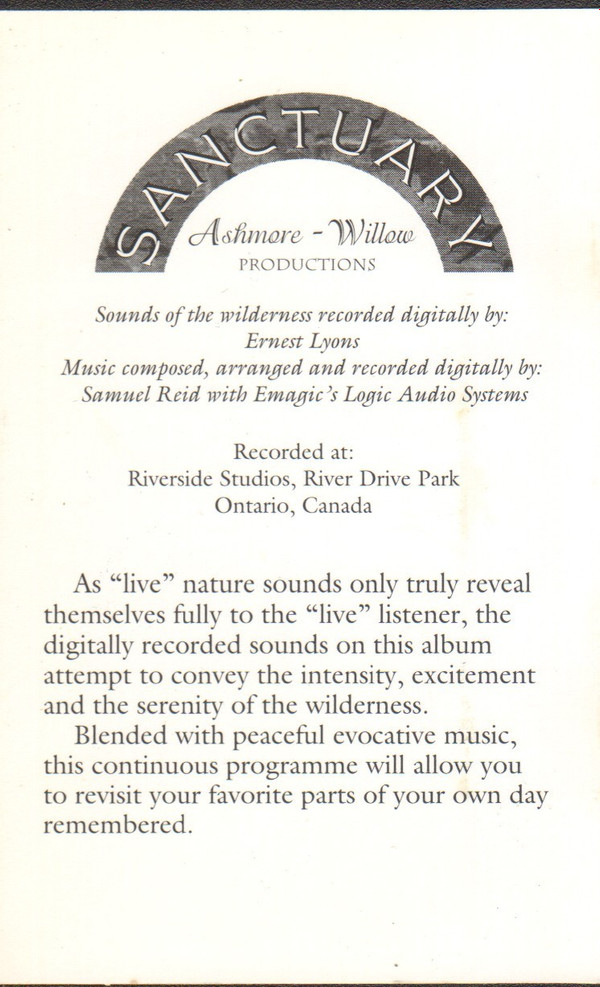 SANCTUARY
Ashmore - Willow
PRODUCTIONS
Sounds of the wilderness recorded digitally by:
Ernest Lyons
Music composed, arranged and recorded digitally by:
Samuel Reid with Emagic's Logic Audio Systems
Recorded at:
Riverside Studios, River Drive Park
Ontario, Canada
As “live” nature sounds only truly reveal
themselves fully to the “live” listener, the
digitally recorded sounds on this album
attempt to convey the intensity, excitement
and the serenity of the wilderness.
Blended with peaceful evocative music,
this continuous programme will allow you
to revisit your favorite parts of your own day
remembered.